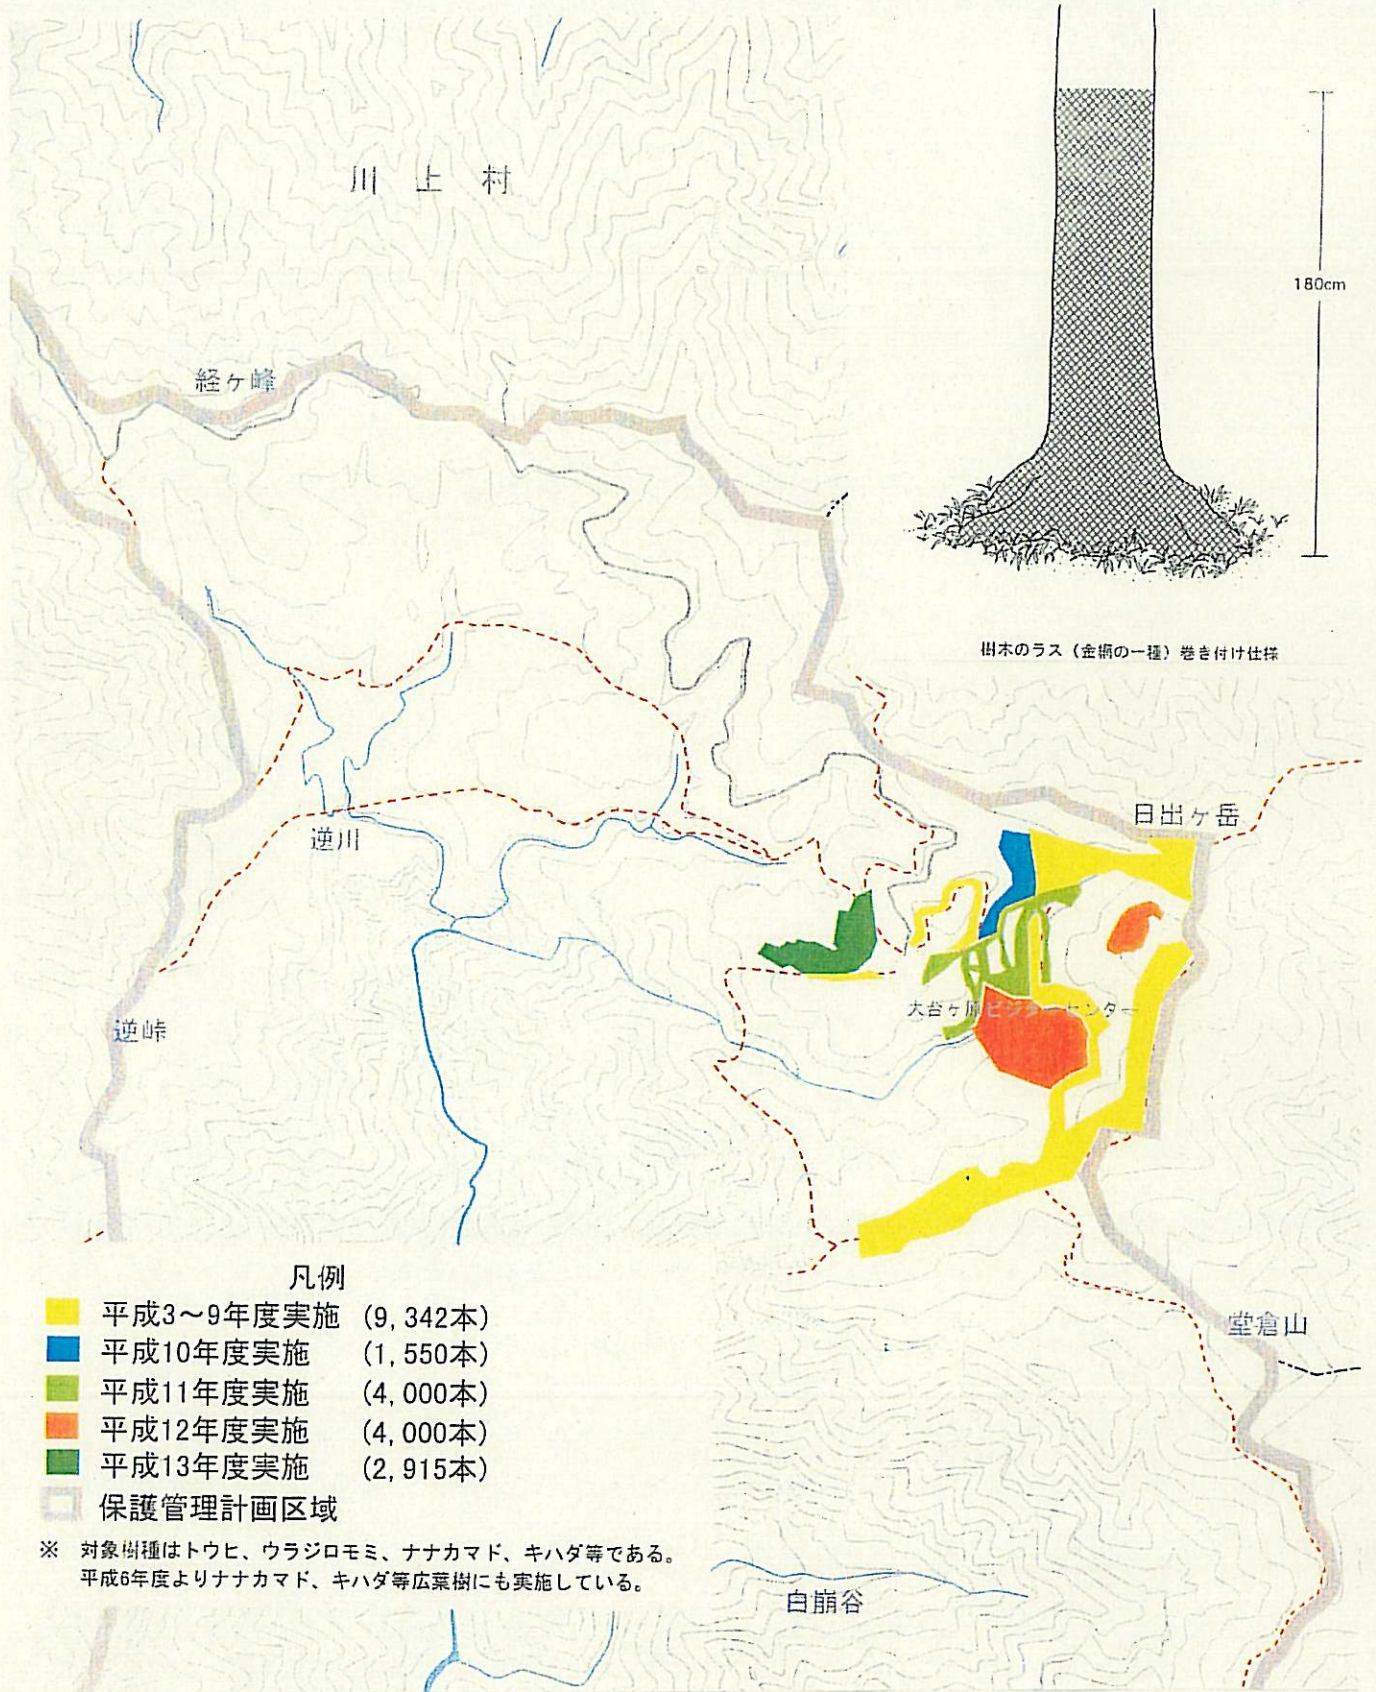 川上村
180cm
経ヶ峰
樹木のラス（金網の一種）巻き付け仕様
日出ヶ岳
逆川
大台ヶ原ビジターセンター
逆峠
堂倉山
凡例
平成3～9年度実施 (9,342本)
平成10年度実施 (1,550本)
平成11年度実施 (4,000本)
平成12年度実施 (4,000本)
平成13年度実施 (2,915本)
保護管理計画区域
※ 対象樹種はトウヒ、ウラジロモミ、ナナカマド、キハダ等である。
平成6年度よりナナカマド、キハダ等広葉樹にも実施している。
白崩谷